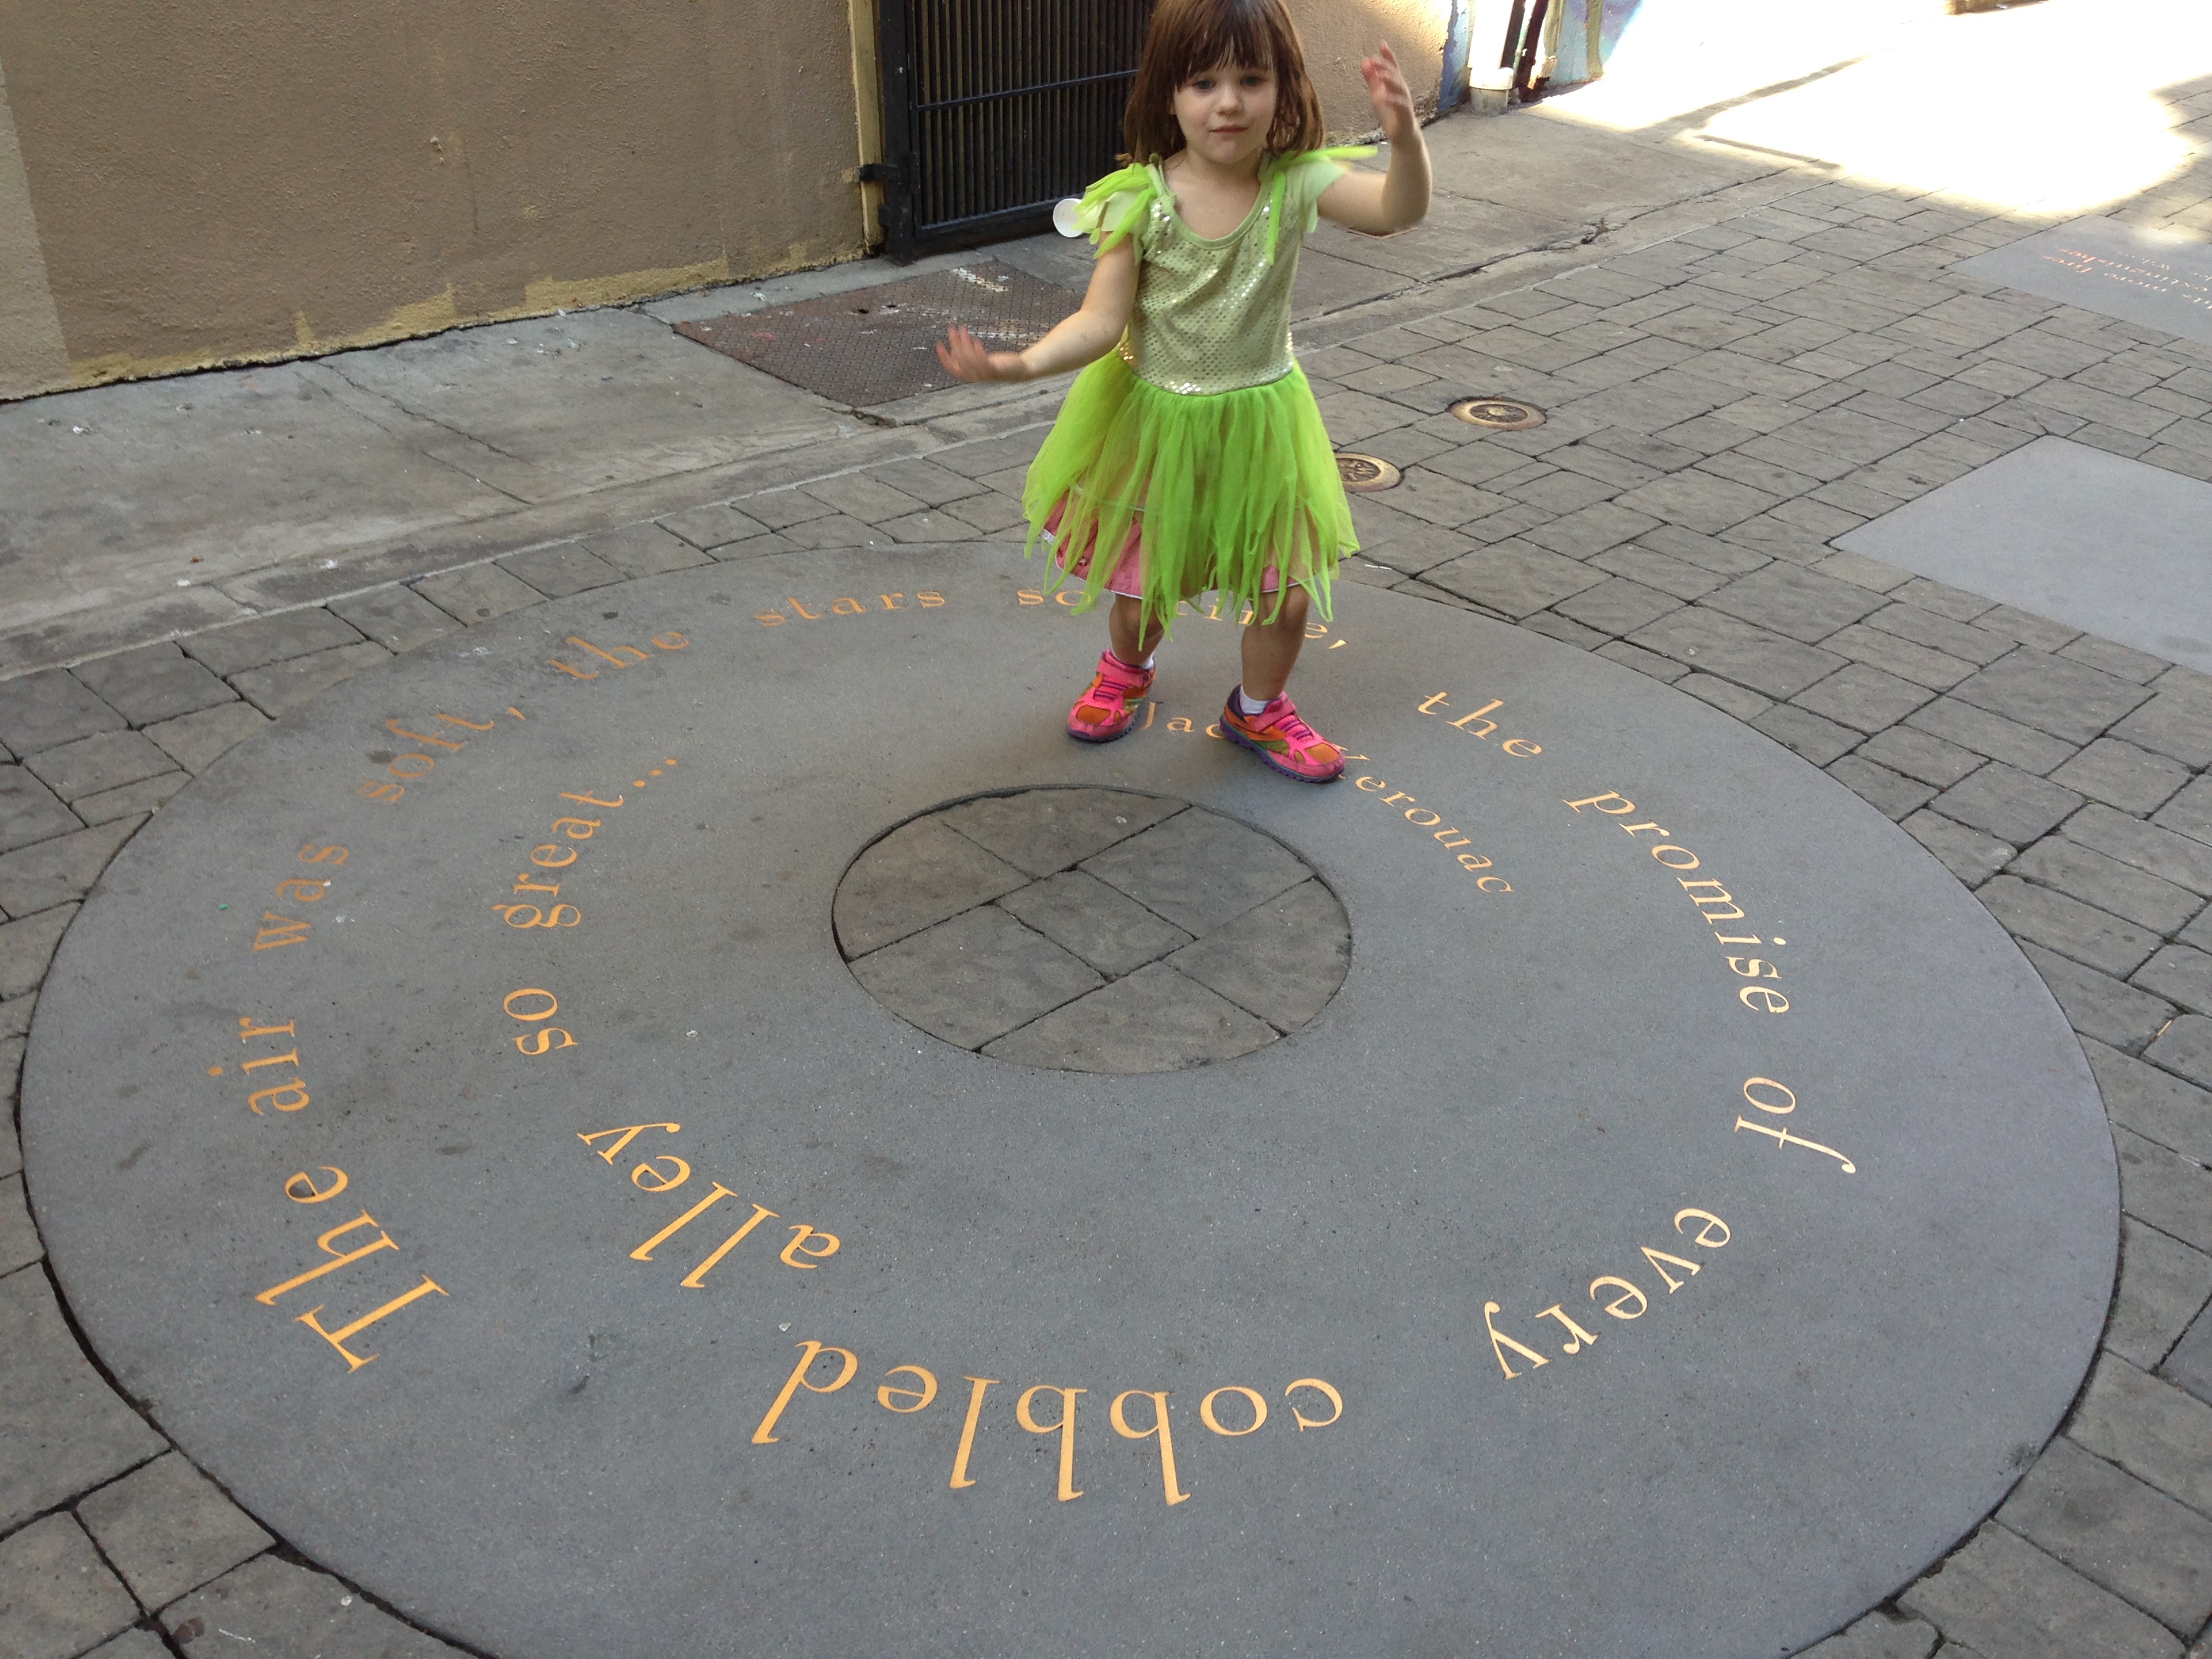 The air was soft, the stars so fine, the promise of every cobbled alley so great...
Jack Kerouac